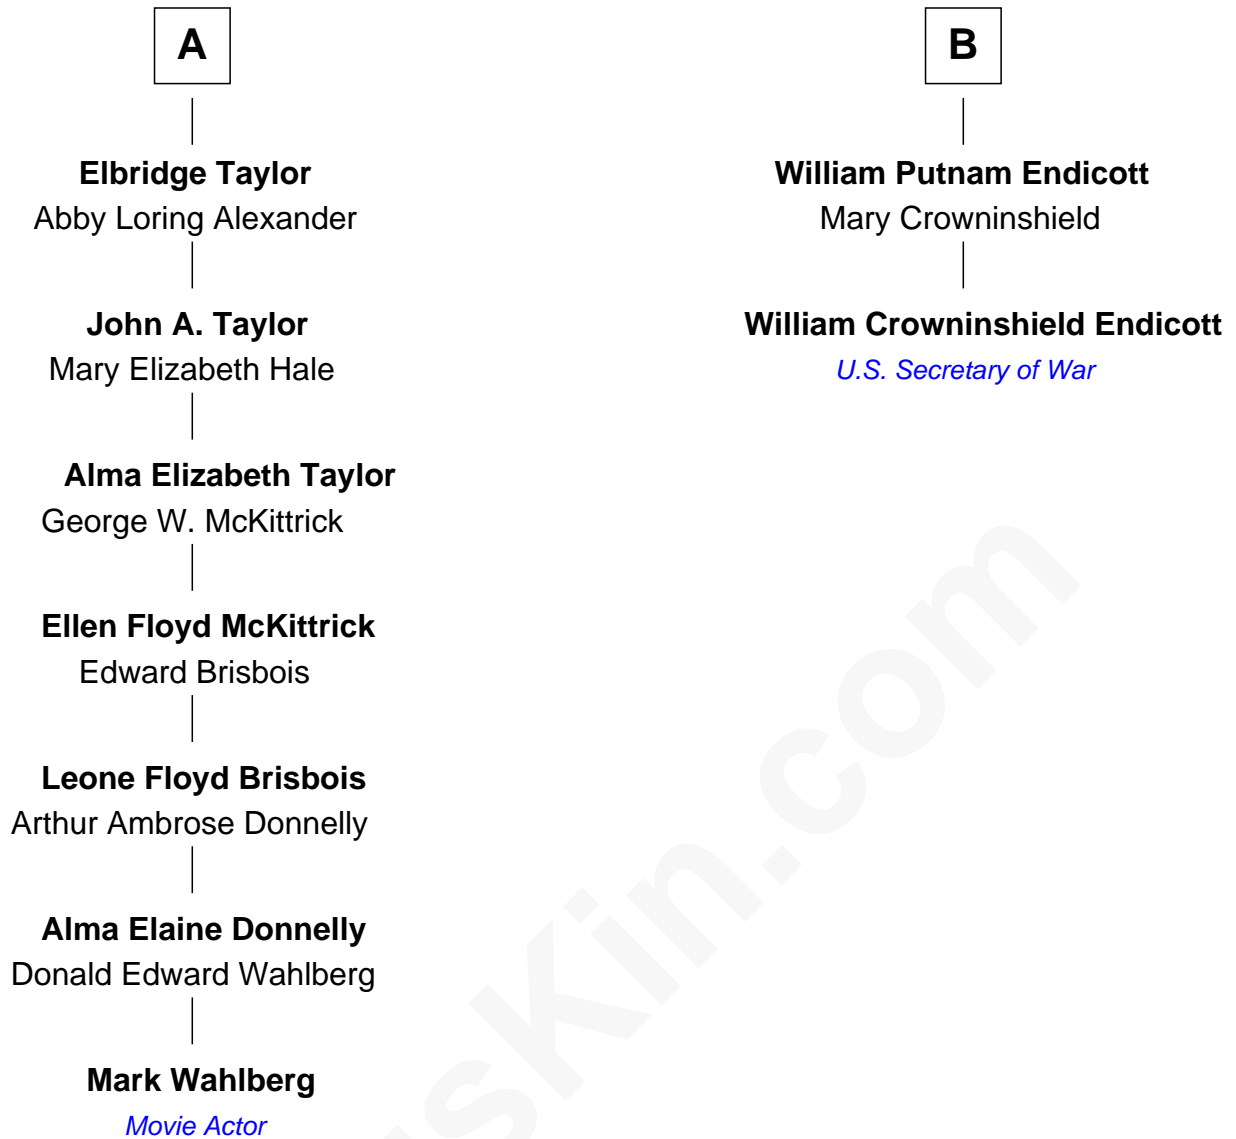 A
Elbridge Taylor
Abby Loring Alexander
John A. Taylor
Mary Elizabeth Hale
Alma Elizabeth Taylor
George W. McKittrick
Ellen Floyd McKittrick
Edward Brisbois
Leone Floyd Brisbois
Arthur Ambrose Donnelly
Alma Elaine Donnelly
Donald Edward Wahlberg
Mark Wahlberg
Movie Actor
B
William Putnam Endicott
Mary Crowninshield
William Crowninshield Endicott
U.S. Secretary of War
sKin.com